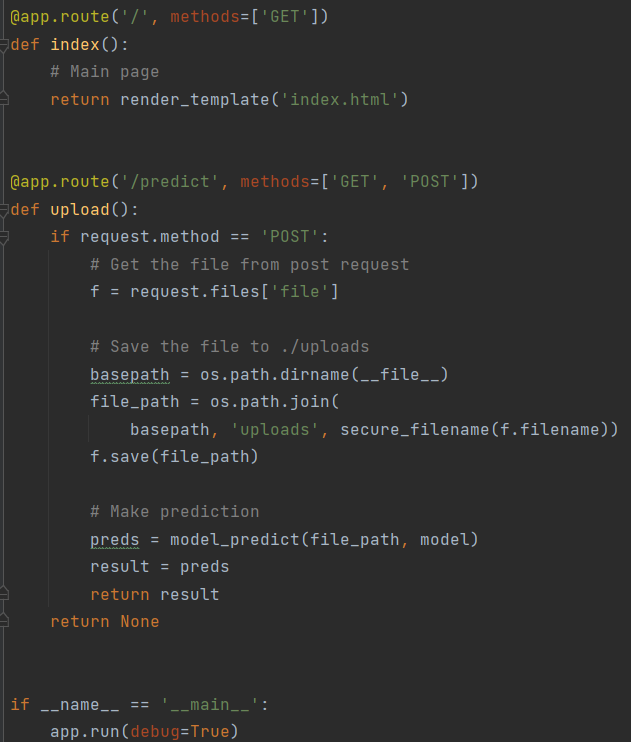 @app.route('/', methods=['GET'])
def index():
    # Main page
    return render_template('index.html')
@app.route('/predict', methods=['GET', 'POST'])
def upload():
    if request.method == 'POST':
        # Get the file from post request
        f = request.files['file']
        # Save the file to ./uploads
        basepath = os.path.dirname(__file__)
        file_path = os.path.join(
            basepath, 'uploads', secure_filename(f.filename))
        f.save(file_path)
        # Make prediction
        preds = model_predict(file_path, model)
        result = preds
        return result
    return None
if __name__ == '__main__':
    app.run(debug=True)